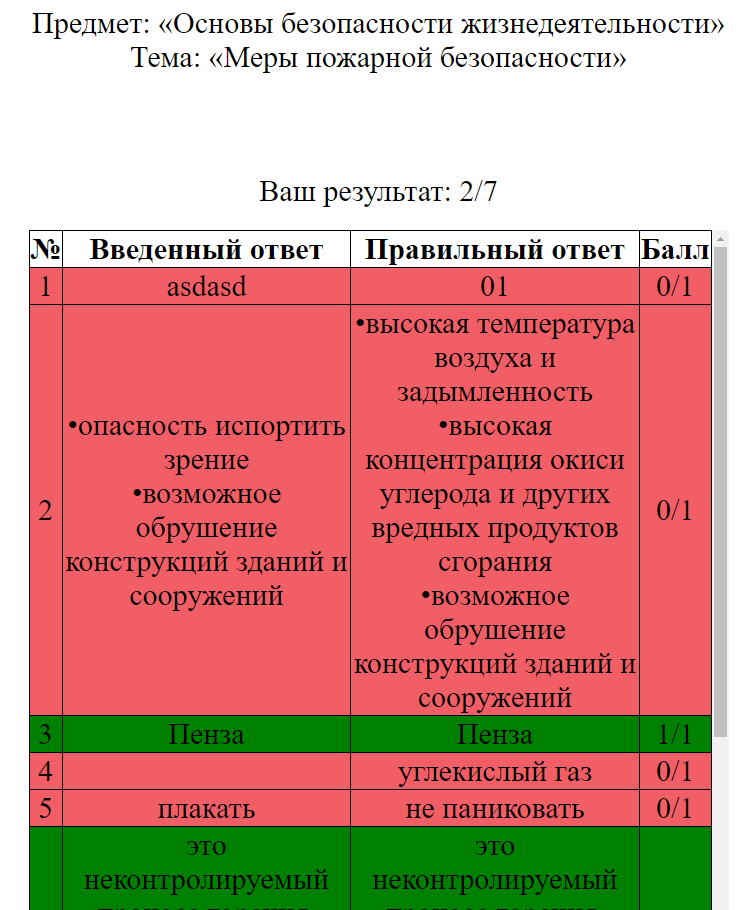 Предмет: «Основы безопасности жизнедеятельности»
Тема: «Меры пожарной безопасности»
Ваш результат: 2/7
№ Введенный ответ Правильный ответ Балл
1 asdasd 01 0/1
2
•опасность испортить
зрение
•возможное
обрушение
конструкций зданий и
сооружений
•высокая температура
воздуха и
задымленность
•высокая
концентрация окиси
углерода и других
вредных продуктов
сгорания
•возможное
обрушение
конструкций зданий и
сооружений
0/1
3 Пенза Пенза 1/1
4 углекислый газ 0/1
5 плакать не паниковать 0/1
это
неконтролируемый
это
неконтролируемый